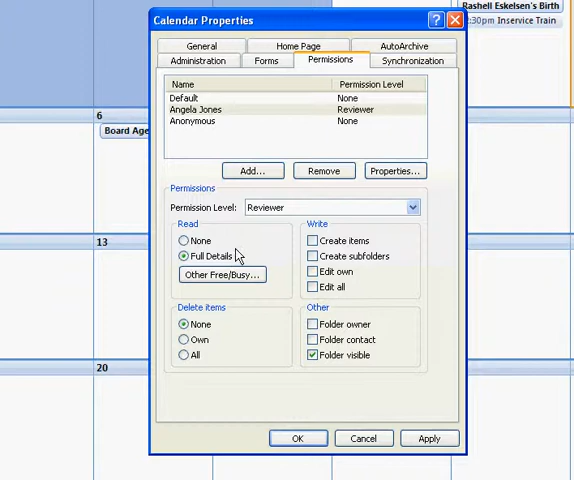 Rashell Eskelsen's Birth
:30pm Inservice Train
Calendar Properties
General Home Page AutoArchive
Administration Forms Permissions Synchronization
Name Permission Level
Default None
Angela Jones Reviewer
Anonymous None
Add... Remove Properties...
Permissions
Permission Level: Reviewer
Read
None
Full Details
Other Free/Busy...
Write
Create items
Create subfolders
Edit own
Edit all
Delete items
None
Own
All
Other
Folder owner
Folder contact
Folder visible
OK Cancel Apply
6
Board Age
13
20